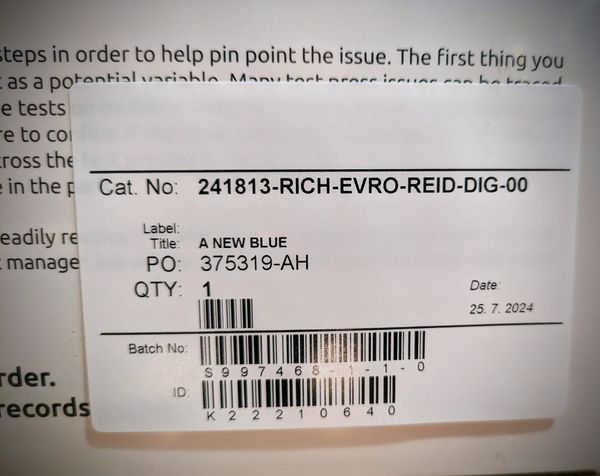 steps in order to help pin point the issue. The first thing you
as a potential variable. Many test press issues can be traced
e tests
re to co
ross the
in the p
Cat. No: 241813-RICH-EVRO-REID-DIG-00
eadily re
Label:
Title: A NEW BLUE
manage
PO: 375319-AH
QTY: 1
Date:
25. 7. 2024
Batch No:
S997468-1-1-0
rder.
ID:
K22210640
records